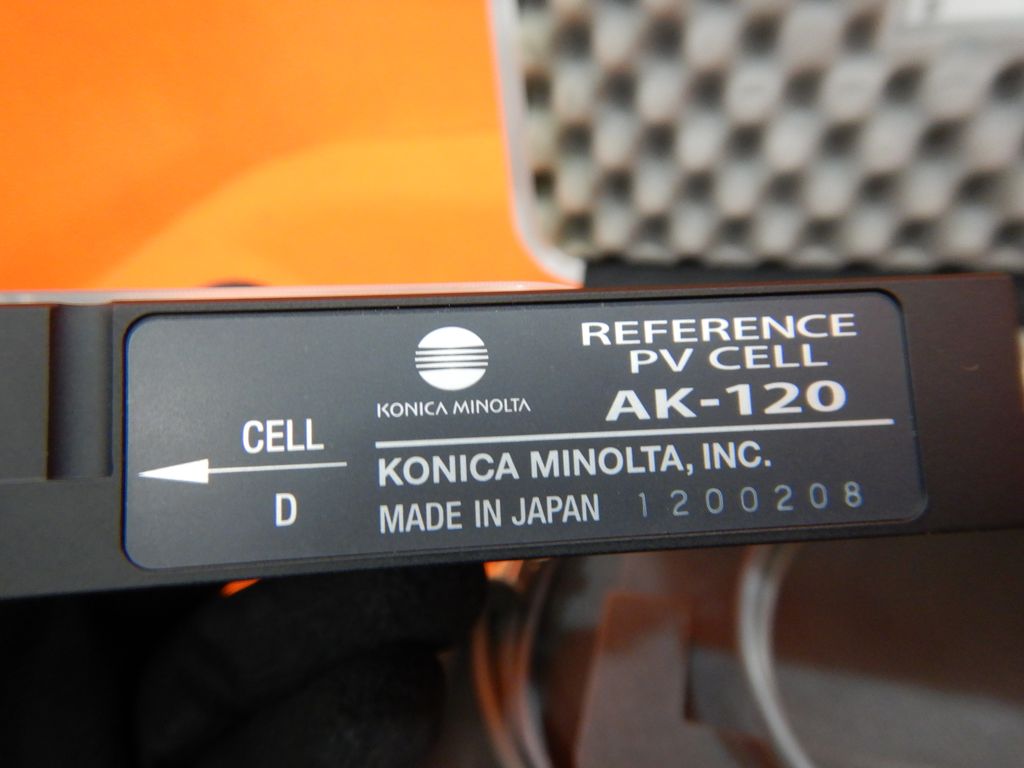 REFERENCE
PV CELL
AK-120
KONICA MINOLTA
CELL
D
KONICA MINOLTA, INC.
MADE IN JAPAN 1200208